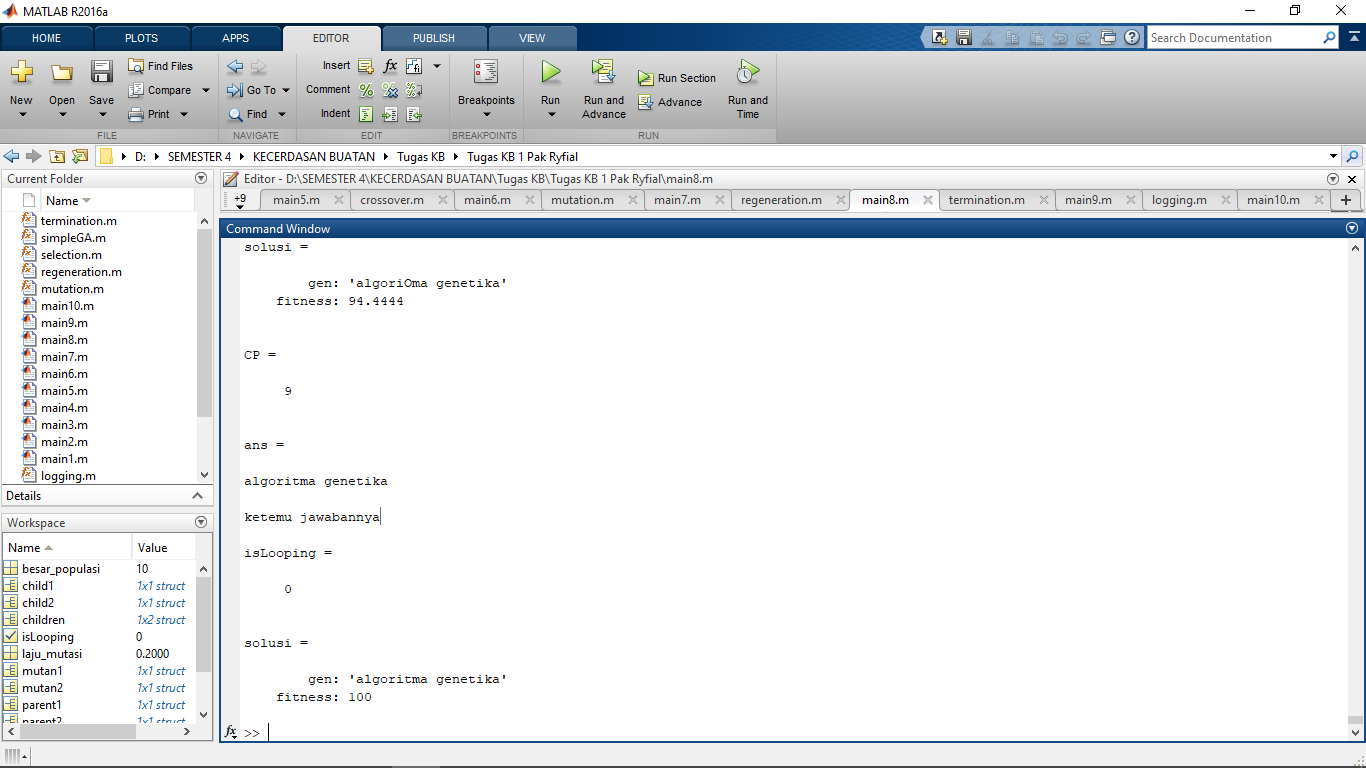 MATLAB R2016a
HOME PLOTS APPS EDITOR PUBLISH VIEW
Search Documentation
New Open Save
Find Files
Compare
Print
FILE
Go To
Find
NAVIGATE
Insert
Comment
Indent
EDIT
Breakpoints
BREAKPOINTS
Run
Run and Advance
Run Section
Advance
Run and Time
RUN
D: SEMESTER 4 KECERDASAN BUATAN Tugas KB Tugas KB 1 Pak Ryfial
Current Folder
Name
termination.m
simpleGA.m
selection.m
regeneration.m
mutation.m
main10.m
main9.m
main8.m
main7.m
main6.m
main5.m
main4.m
main3.m
main2.m
main1.m
logging.m
Details
Workspace
Name Value
besar_populasi 10
child1 1x1 struct
child2 1x1 struct
children 1x2 struct
isLooping 0
laju_mutasi 0.2000
mutan1 1x1 struct
mutan2 1x1 struct
parent1 1x1 struct
parent2 1x1 struct
Editor - D:\SEMESTER 4\KECERDASAN BUATAN\Tugas KB\Tugas KB 1 Pak Ryfial\main8.m
+9 main5.m crossover.m main6.m mutation.m main7.m regeneration.m main8.m termination.m main9.m logging.m main10.m
Command Window
solusi =
gen: 'algoriOma genetika'
fitness: 94.4444
CP =
9
ans =
algoritma genetika
ketemu jawabannya
isLooping =
0
solusi =
gen: 'algoritma genetika'
fitness: 100
fx >>